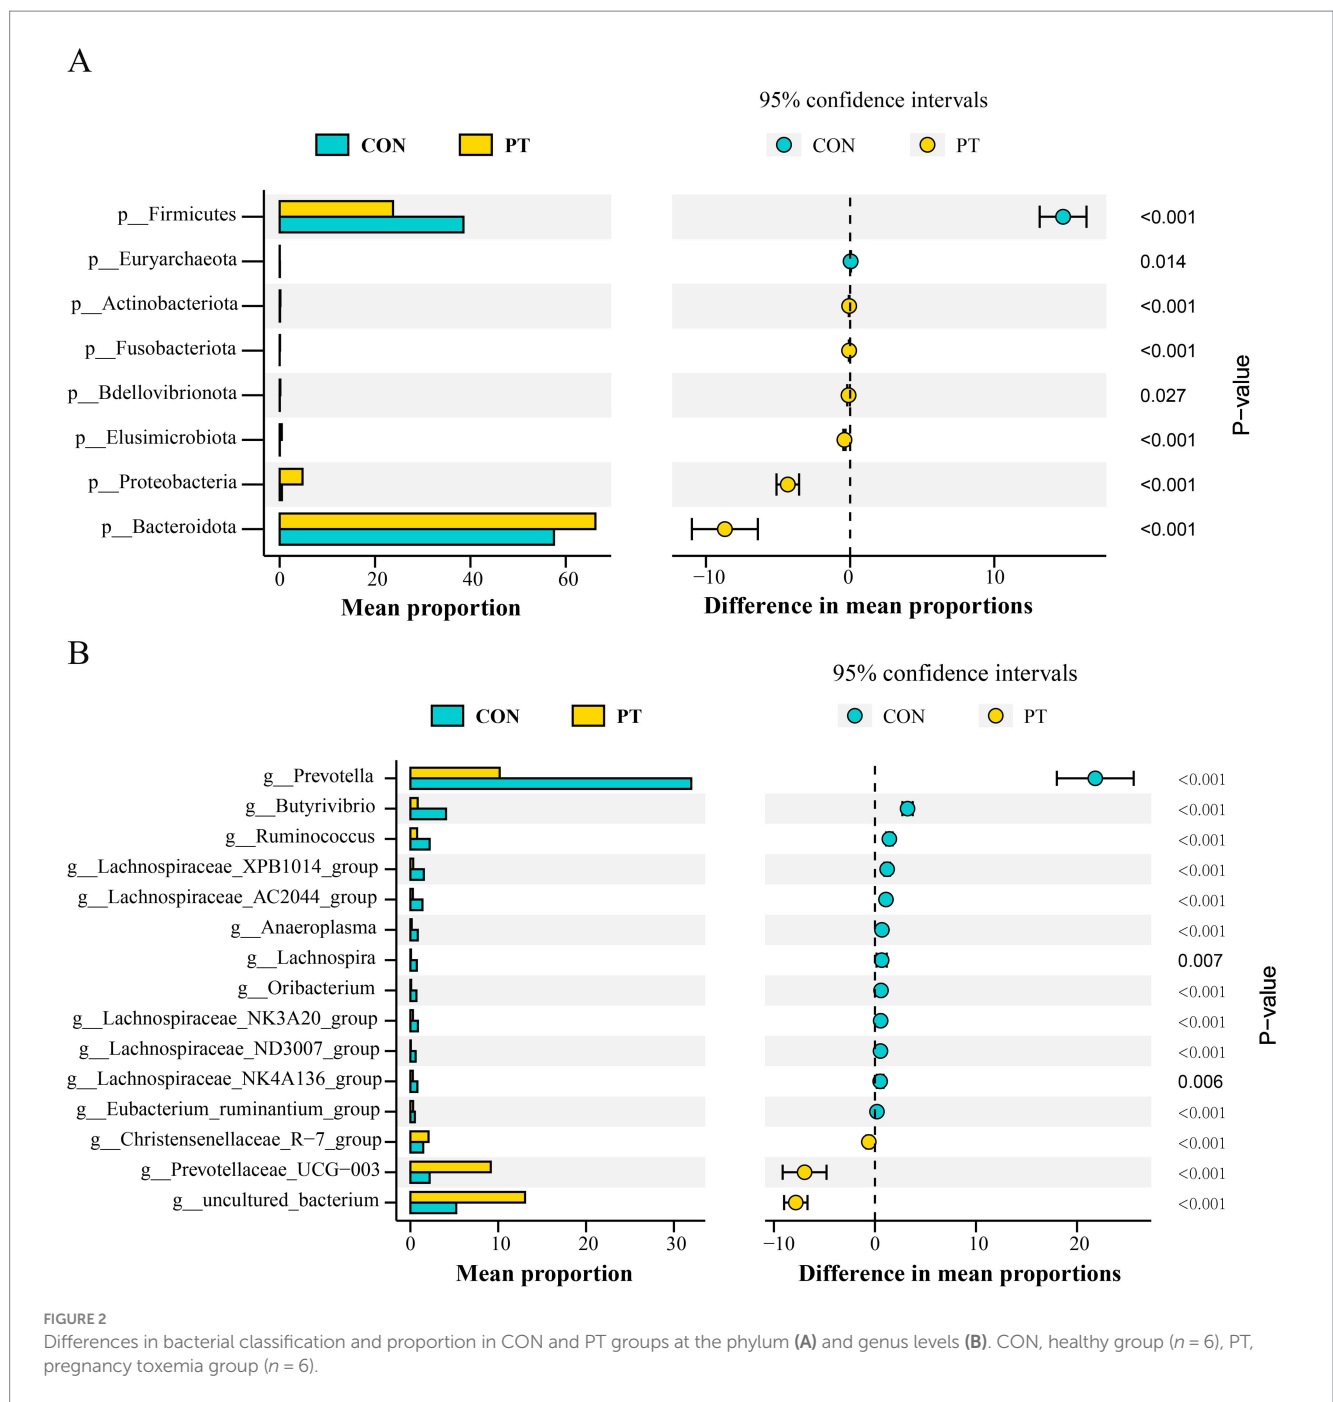 A
95% confidence intervals
CON PT CON PT
p__Firmicutes <0.001
p__Euryarchaeota 0.014
p__Actinobacteriota <0.001
p__Fusobacteriota <0.001
p__Bdellovibrionota 0.027
p__Elusimicrobiota <0.001
p__Proteobacteria <0.001
p__Bacteroidota <0.001
P−value
0 20 40 60 −10 0 10
Mean proportion Difference in mean proportions
B
95% confidence intervals
CON PT CON PT
g__Prevotella <0.001
g__Butyrivibrio <0.001
g__Ruminococcus <0.001
g__Lachnospiraceae_XPB1014_group <0.001
g__Lachnospiraceae_AC2044_group <0.001
g__Anaeroplasma <0.001
g__Lachnospira 0.007
g__Oribacterium <0.001
g__Lachnospiraceae_NK3A20_group <0.001
g__Lachnospiraceae_ND3007_group <0.001
g__Lachnospiraceae_NK4A136_group 0.006
g__Eubacterium_ruminantium_group <0.001
g__Christensenellaceae_R−7_group <0.001
g__Prevotellaceae_UCG−003 <0.001
g__uncultured_bacterium <0.001
P−value
0 10 20 30 −10 0 10 20
Mean proportion Difference in mean proportions
FIGURE 2
Differences in bacterial classification and proportion in CON and PT groups at the phylum (A) and genus levels (B). CON, healthy group (n = 6), PT,
pregnancy toxemia group (n = 6).